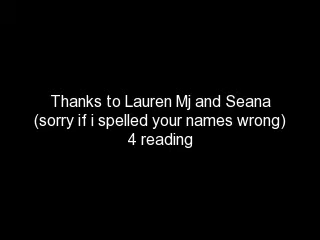 Thanks to Lauren Mj and Seana
(sorry if i spelled your names wrong)
4 reading